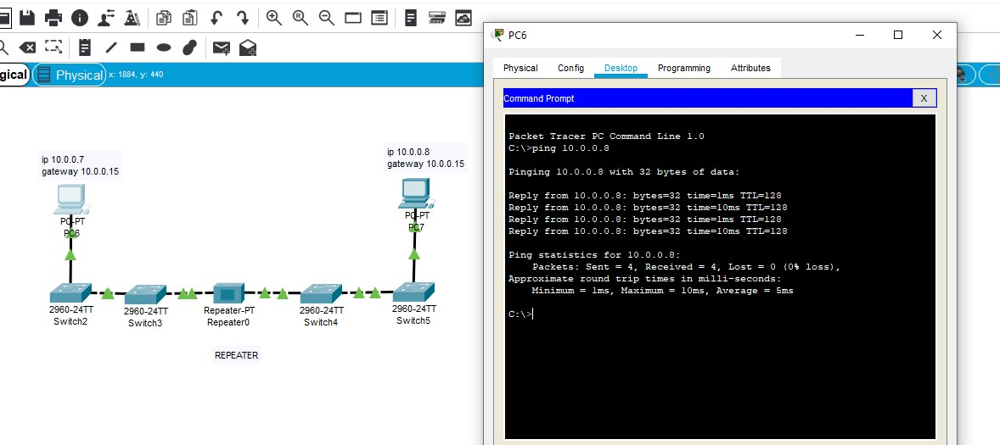 gical
Physical
x: 1884, y: 440
ip 10.0.0.7
gateway 10.0.0.15
PC-PT
PC6
ip 10.0.0.8
gateway 10.0.0.15
PC-PT
PC7
2960-24TT
Switch2
2960-24TT
Switch3
Repeater-PT
Repeater0
2960-24TT
Switch4
2960-24TT
Switch5
REPEATER
PC6
Physical
Config
Desktop
Programming
Attributes
Command Prompt
X
Packet Tracer PC Command Line 1.0
C:\>ping 10.0.0.8
Pinging 10.0.0.8 with 32 bytes of data:
Reply from 10.0.0.8: bytes=32 time=1ms TTL=128
Reply from 10.0.0.8: bytes=32 time=10ms TTL=128
Reply from 10.0.0.8: bytes=32 time=1ms TTL=128
Reply from 10.0.0.8: bytes=32 time=10ms TTL=128
Ping statistics for 10.0.0.8:
Packets: Sent = 4, Received = 4, Lost = 0 (0% loss),
Approximate round trip times in milli-seconds:
Minimum = 1ms, Maximum = 10ms, Average = 5ms
C:\>